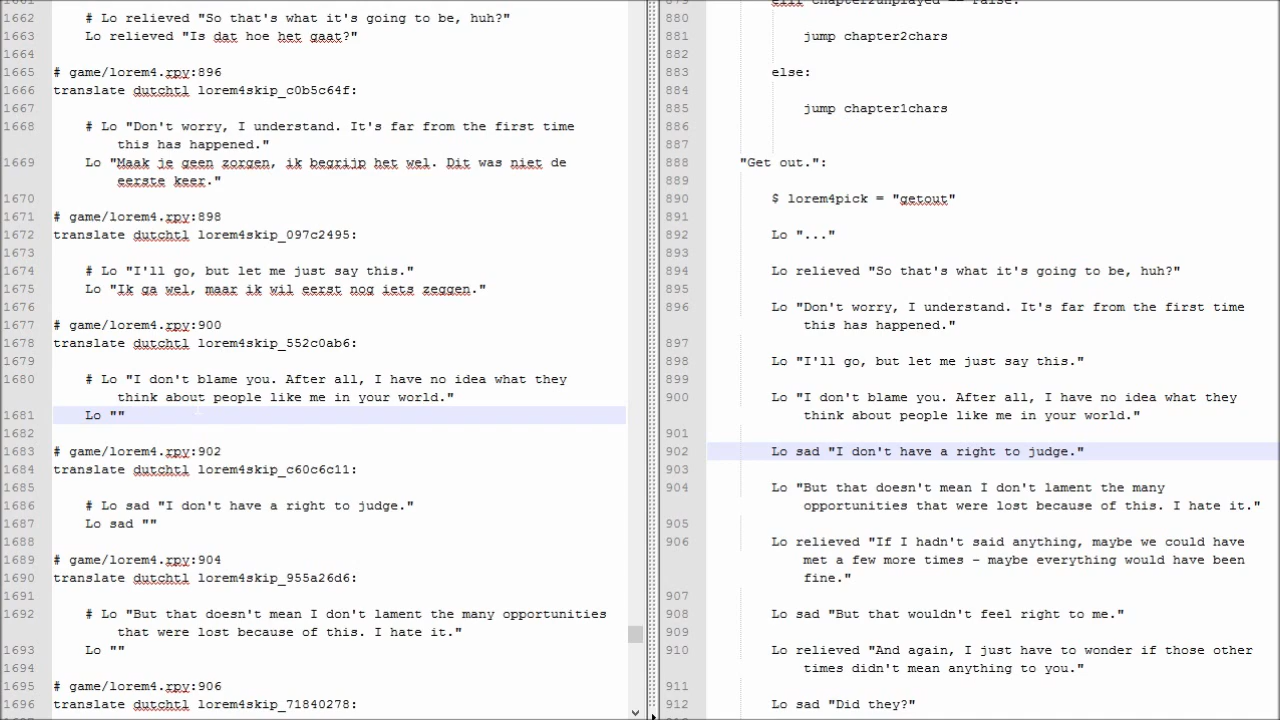 1661
1662 # Lo relieved "So that's what it's going to be, huh?"
1663 Lo relieved "Is dat hoe het gaat?"
1664
1665 # game/lorem4.rpy:896
1666 translate dutchtl lorem4skip_c0b5c64f:
1667
1668 # Lo "Don't worry, I understand. It's far from the first time
this has happened."
1669 Lo "Maak je geen zorgen, ik begrijp het wel. Dit was niet de
eerste keer."
1670
1671 # game/lorem4.rpy:898
1672 translate dutchtl lorem4skip_097c2495:
1673
1674 # Lo "I'll go, but let me just say this."
1675 Lo "Ik ga wel, maar ik wil eerst nog iets zeggen."
1676
1677 # game/lorem4.rpy:900
1678 translate dutchtl lorem4skip_552c0ab6:
1679
1680 # Lo "I don't blame you. After all, I have no idea what they
think about people like me in your world."
1681 Lo ""
1682
1683 # game/lorem4.rpy:902
1684 translate dutchtl lorem4skip_c60c6c11:
1685
1686 # Lo sad "I don't have a right to judge."
1687 Lo sad ""
1688
1689 # game/lorem4.rpy:904
1690 translate dutchtl lorem4skip_955a26d6:
1691
1692 # Lo "But that doesn't mean I don't lament the many opportunities
that were lost because of this. I hate it."
1693 Lo ""
1694
1695 # game/lorem4.rpy:906
1696 translate dutchtl lorem4skip_71840278:
879 elif chapter2unplayed == False:
880
881 jump chapter2chars
882
883 else:
884
885 jump chapter1chars
886
887
888 "Get out.":
889
890 $ lorem4pick = "getout"
891
892 Lo "..."
893
894 Lo relieved "So that's what it's going to be, huh?"
895
896 Lo "Don't worry, I understand. It's far from the first time
this has happened."
897
898 Lo "I'll go, but let me just say this."
899
900 Lo "I don't blame you. After all, I have no idea what they
think about people like me in your world."
901
902 Lo sad "I don't have a right to judge."
903
904 Lo "But that doesn't mean I don't lament the many
opportunities that were lost because of this. I hate it."
905
906 Lo relieved "If I hadn't said anything, maybe we could have
met a few more times - maybe everything would have been
fine."
907
908 Lo sad "But that wouldn't feel right to me."
909
910 Lo relieved "And again, I just have to wonder if those other
times didn't mean anything to you."
911
912 Lo sad "Did they?"